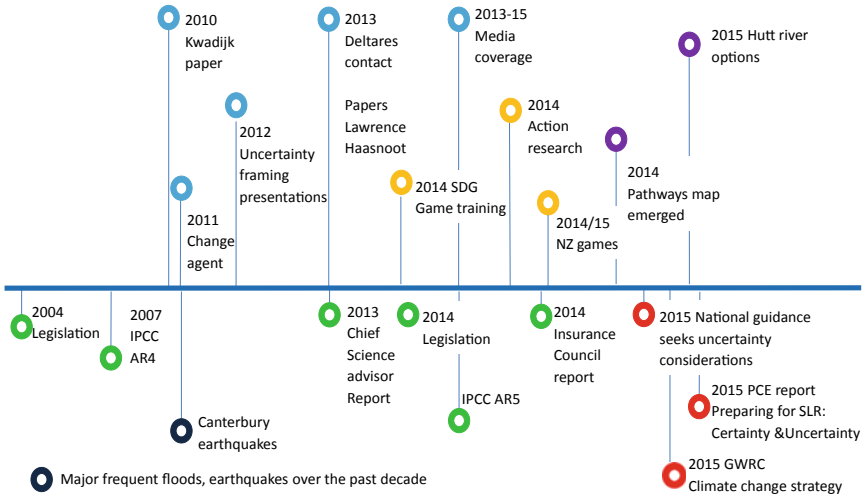 2010
Kwadijk
paper
2013
Deltares
contact
Papers
Lawrence
Haasnoot
2013-15
Media
coverage
2015 Hutt river
options
2012
Uncertainty
framing
presentations
2014
Action
research
2011
Change
agent
2014 SDG
Game training
2014/15
NZ games
2014
Pathways map
emerged
2004
Legislation
2007
IPCC
AR4
2013
Chief
Science
advisor
Report
2014
Legislation
2014
Insurance
Council
report
2015 National guidance
seeks uncertainty
considerations
IPCC AR5
2015 PCE report
Preparing for SLR:
Certainty &Uncertainty
Canterbury
earthquakes
2015 GWRC
Climate change strategy
Major frequent floods, earthquakes over the past decade